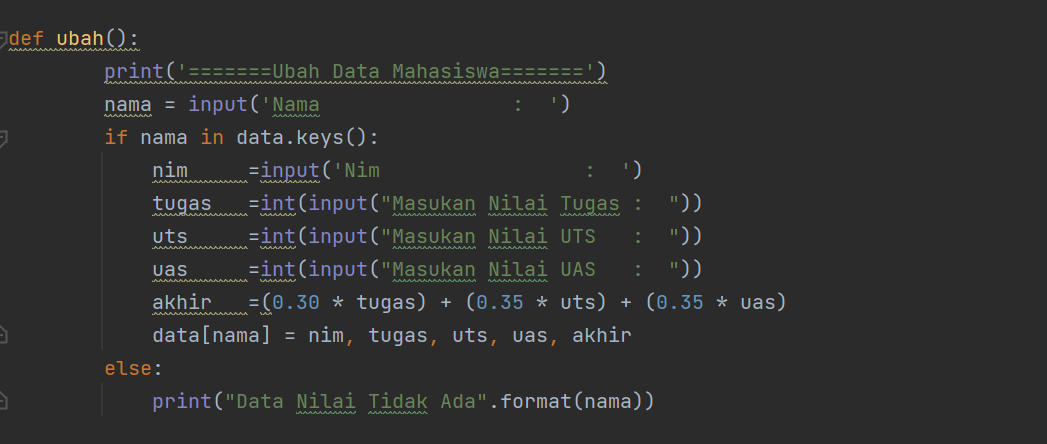 def ubah():
        print('=======Ubah Data Mahasiswa=======')
        nama = input('Nama                :  ')
        if nama in data.keys():
            nim     =input('Nim                 :  ')
            tugas   =int(input("Masukan Nilai Tugas :  "))
            uts     =int(input("Masukan Nilai UTS   :  "))
            uas     =int(input("Masukan Nilai UAS   :  "))
            akhir   =(0.30 * tugas) + (0.35 * uts) + (0.35 * uas)
            data[nama] = nim, tugas, uts, uas, akhir
        else:
            print("Data Nilai Tidak Ada".format(nama))